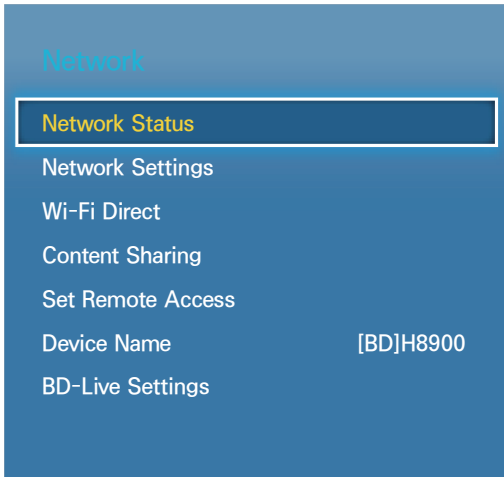 Network
Network Status
Network Settings
Wi-Fi Direct
Content Sharing
Set Remote Access
Device Name [BD]H8900
BD-Live Settings